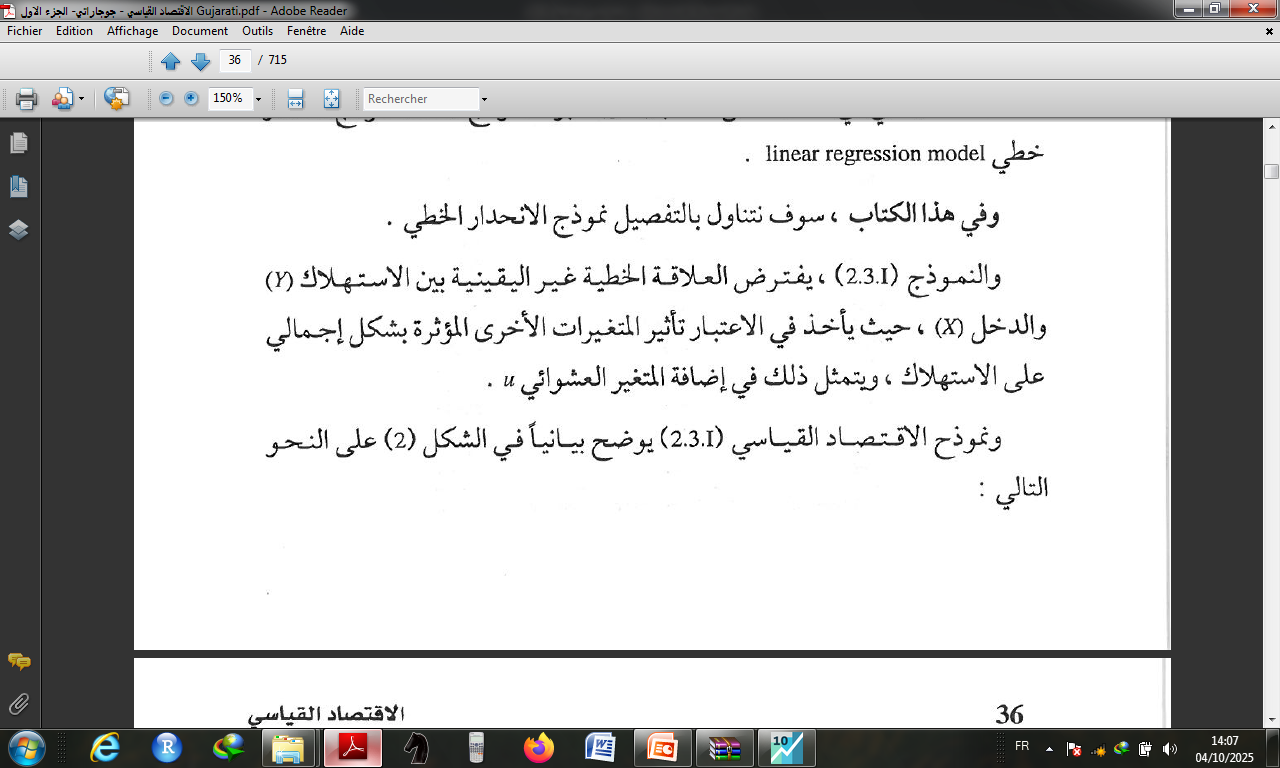 الاقتصاد القياسي - جوجاراتي- الجزء الاول Gujarati.pdf - Adobe Reader
Fichier Edition Affichage Document Outils Fenêtre Aide
36 / 715
150% Rechercher
خطي linear regression model .
وفي هذا الكتاب ، سوف نتناول بالتفصيل نموذج الانحدار الخطي .
والنموذج (2.3.I) ، يفترض العلاقة الخطية غير اليقينية بين الاستهلاك (Y)
والدخل (X) ، حيث يأخذ في الاعتبار تأثير المتغيرات الأخرى المؤثرة بشكل إجمالي
على الاستهلاك ، ويتمثل ذلك في إضافة المتغير العشوائي u .
ونموذح الاقتصاد القياسي (2.3.I) يوضح بيانياً في الشكل (2) على النحو
التالي :
36 الاقتصاد القياسي
FR
14:07
04/10/2025